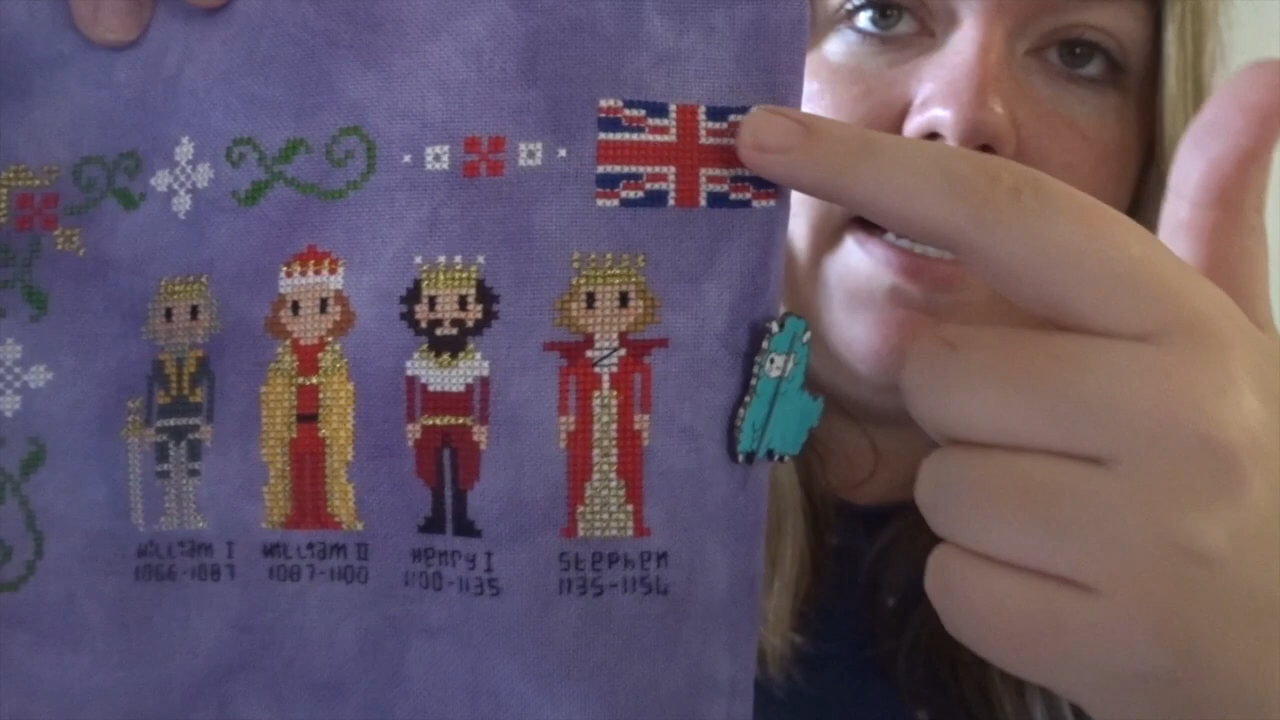 William I
1066-1087
William II
1087-1100
Henry I
1100-1135
Stephen
1135-1154